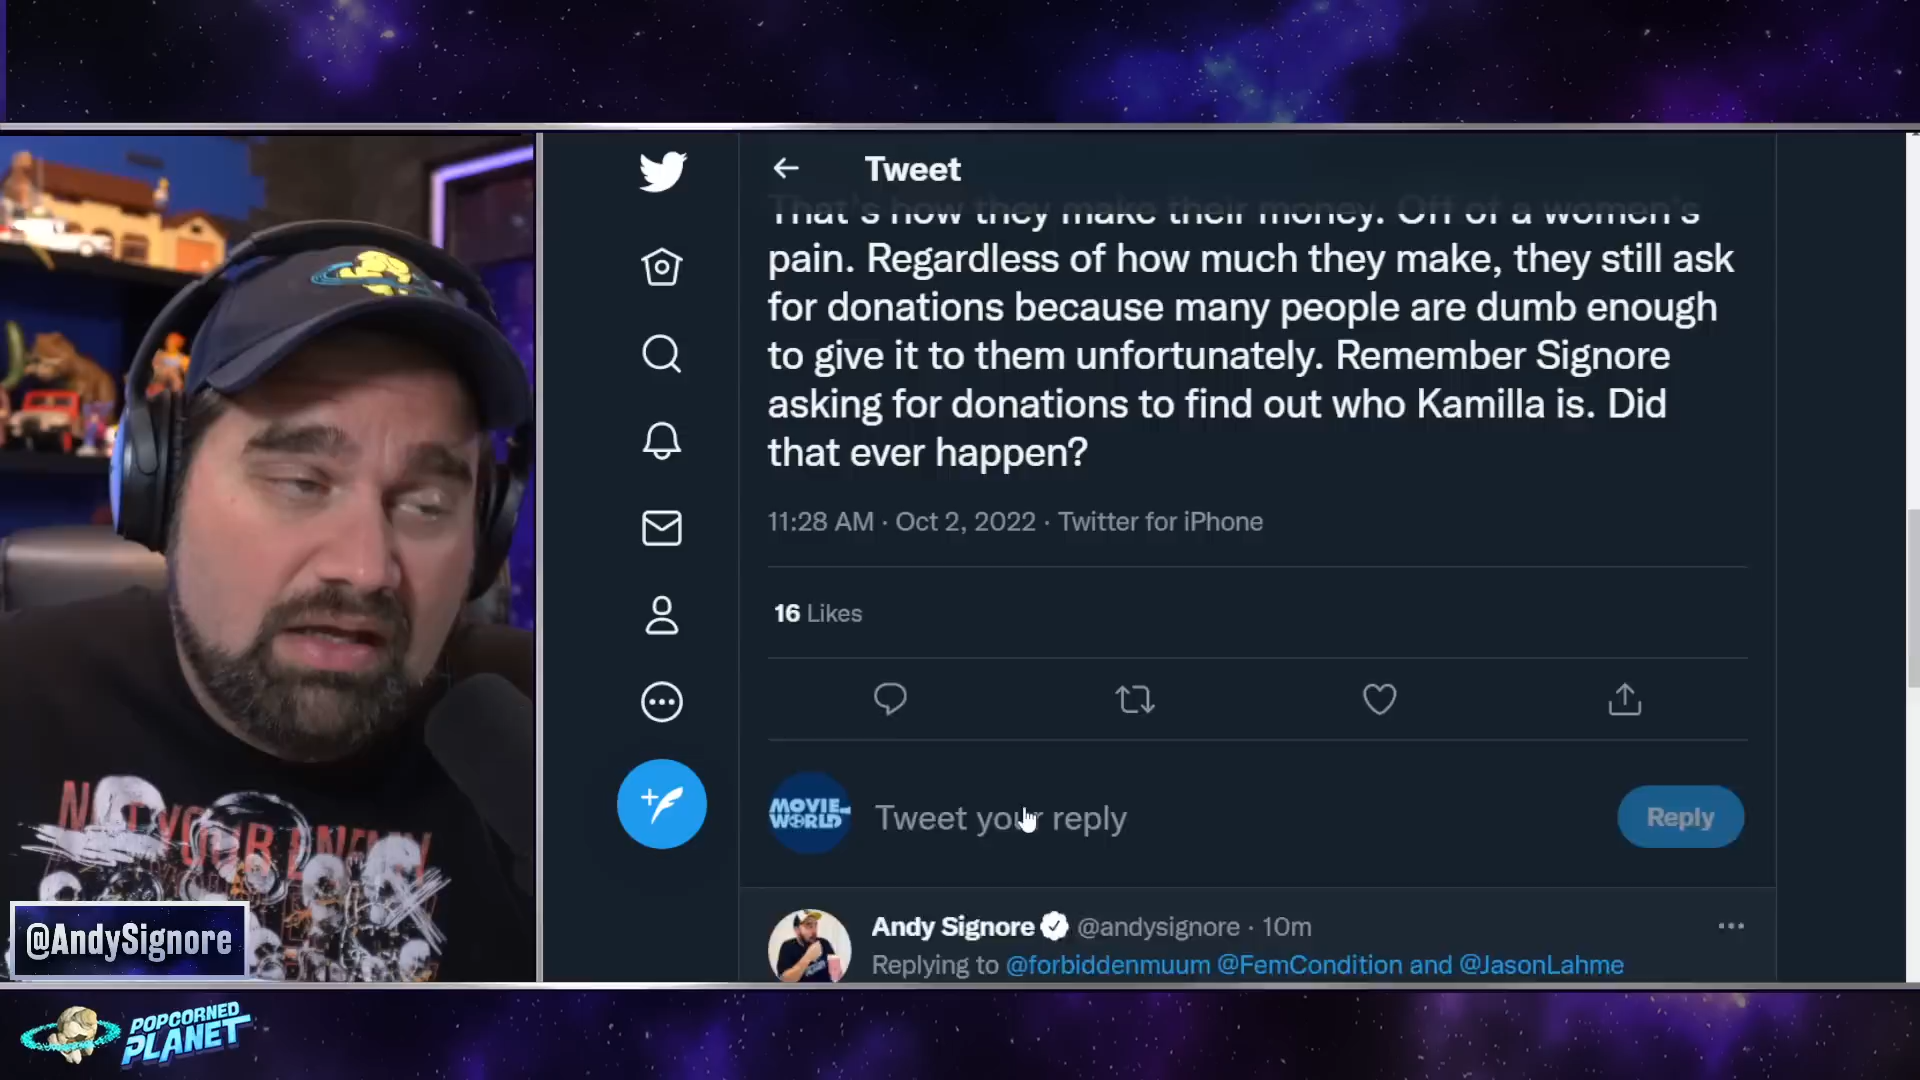 Tweet
That's how they make their money. Off of a women's
pain. Regardless of how much they make, they still ask
for donations because many people are dumb enough
to give it to them unfortunately. Remember Signore
asking for donations to find out who Kamilla is. Did
that ever happen?
11:28 AM · Oct 2, 2022 · Twitter for iPhone
16 Likes
MOVIE
WORLD
Tweet your reply
Reply
Andy Signore @andysignore · 10m
Replying to @forbiddenmuum @FemCondition and @JasonLahme
NOT YOUR ENEMY
@AndySignore
POPCORNED
PLANET